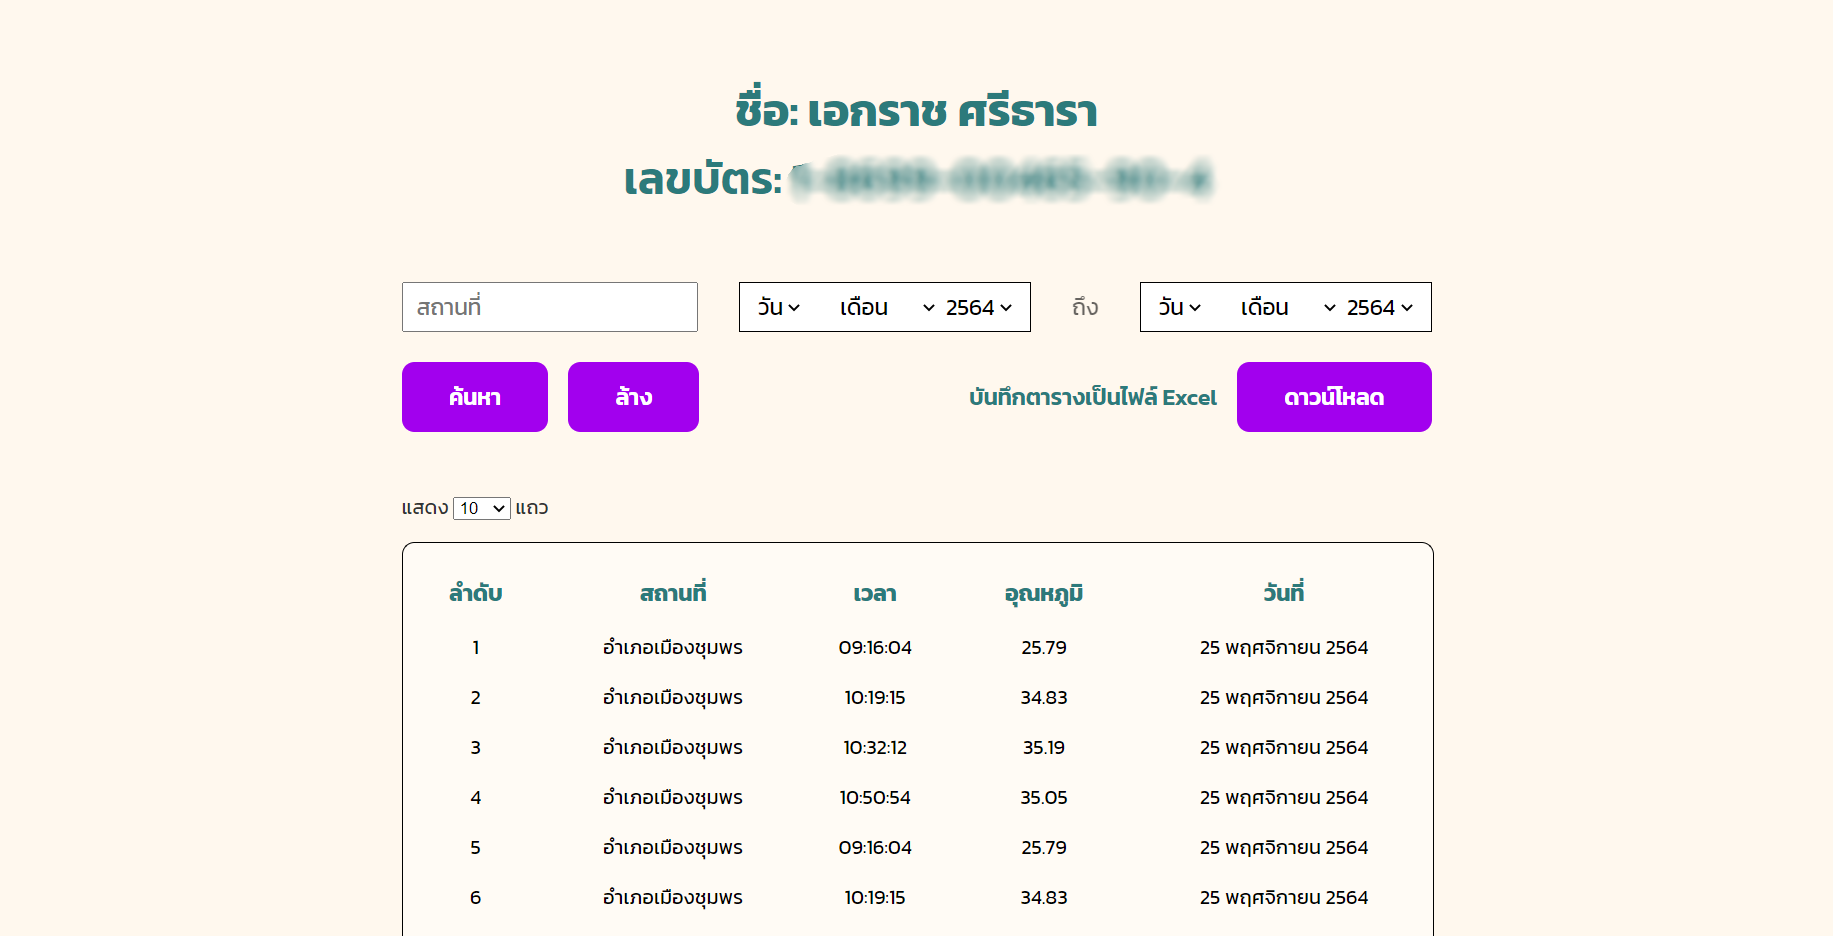 ชื่อ: เอกราช ศรีธารา
เลขบัตร:
สถานที่ วัน เดือน 2564 ถึง วัน เดือน 2564
ค้นหา ล้าง บันทึกตารางเป็นไฟล์ Excel ดาวน์โหลด
แสดง 10 แถว
ลำดับ สถานที่ เวลา อุณหภูมิ วันที่
1 อำเภอเมืองชุมพร 09:16:04 25.79 25 พฤศจิกายน 2564
2 อำเภอเมืองชุมพร 10:19:15 34.83 25 พฤศจิกายน 2564
3 อำเภอเมืองชุมพร 10:32:12 35.19 25 พฤศจิกายน 2564
4 อำเภอเมืองชุมพร 10:50:54 35.05 25 พฤศจิกายน 2564
5 อำเภอเมืองชุมพร 09:16:04 25.79 25 พฤศจิกายน 2564
6 อำเภอเมืองชุมพร 10:19:15 34.83 25 พฤศจิกายน 2564